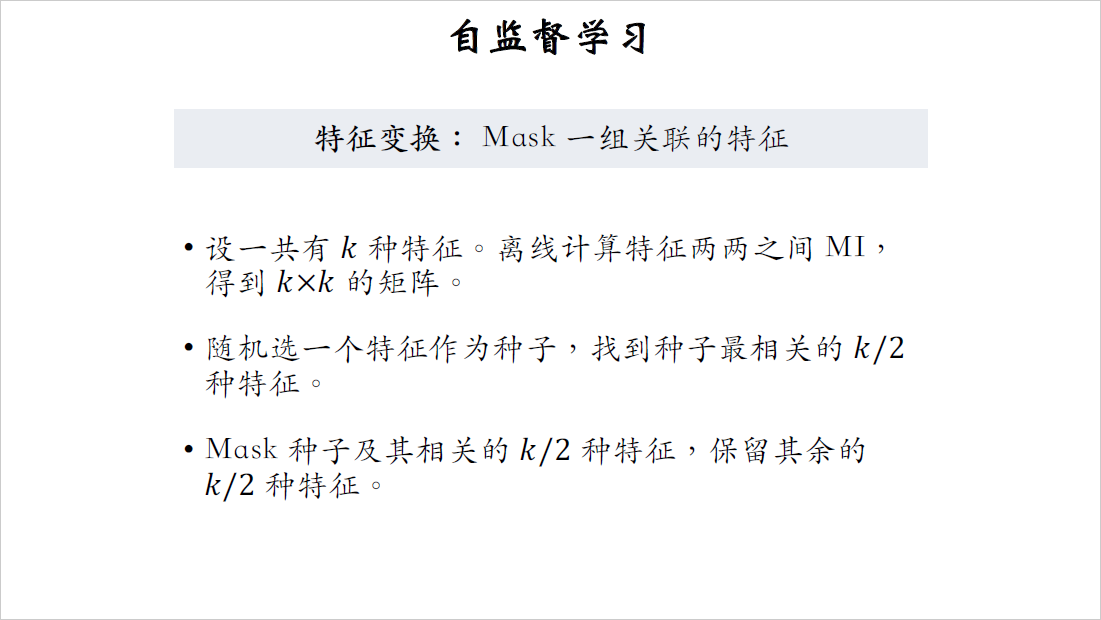 自监督学习
特征变换：Mask 一组关联的特征
• 设一共有 k 种特征。离线计算特征两两之间 MI，
得到 k×k 的矩阵。
• 随机选一个特征作为种子，找到种子最相关的 k/2
种特征。
• Mask 种子及其相关的 k/2 种特征，保留其余的
k/2 种特征。